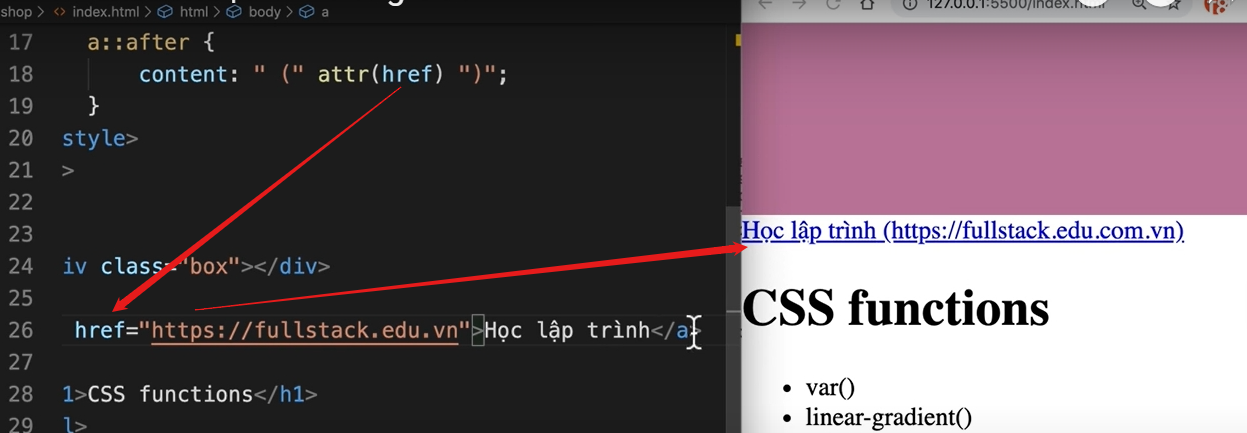 shop > index.html > html > body > a
127.0.0.1:5500/index.html
17 a::after {
18 content: " (" attr(href) ")";
19 }
20 style>
21 >
22
23
24 iv class="box"></div>
25
26 href="https://fullstack.edu.vn">Học lập trình</a>
27
28 1>CSS functions</h1>
29 l>
Học lập trình (https://fullstack.edu.com.vn)
CSS functions
• var()
• linear-gradient()